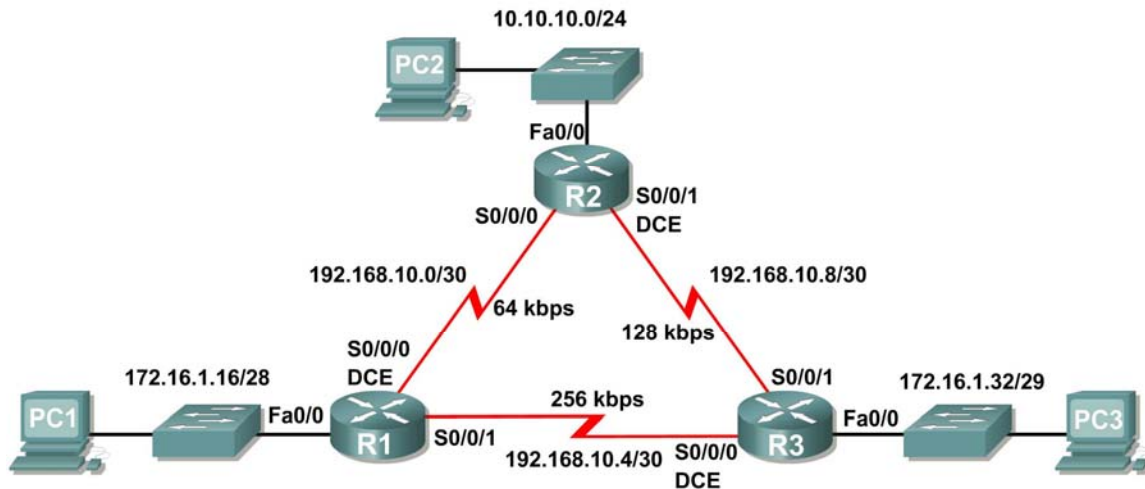 10.10.10.0/24
PC2
Fa0/0
R2
S0/0/0
S0/0/1
DCE
192.168.10.0/30
192.168.10.8/30
64 kbps
128 kbps
S0/0/0
DCE
172.16.1.16/28
S0/0/1
172.16.1.32/29
256 kbps
PC1
Fa0/0
R1
S0/0/1
192.168.10.4/30
S0/0/0
DCE
R3
Fa0/0
PC3